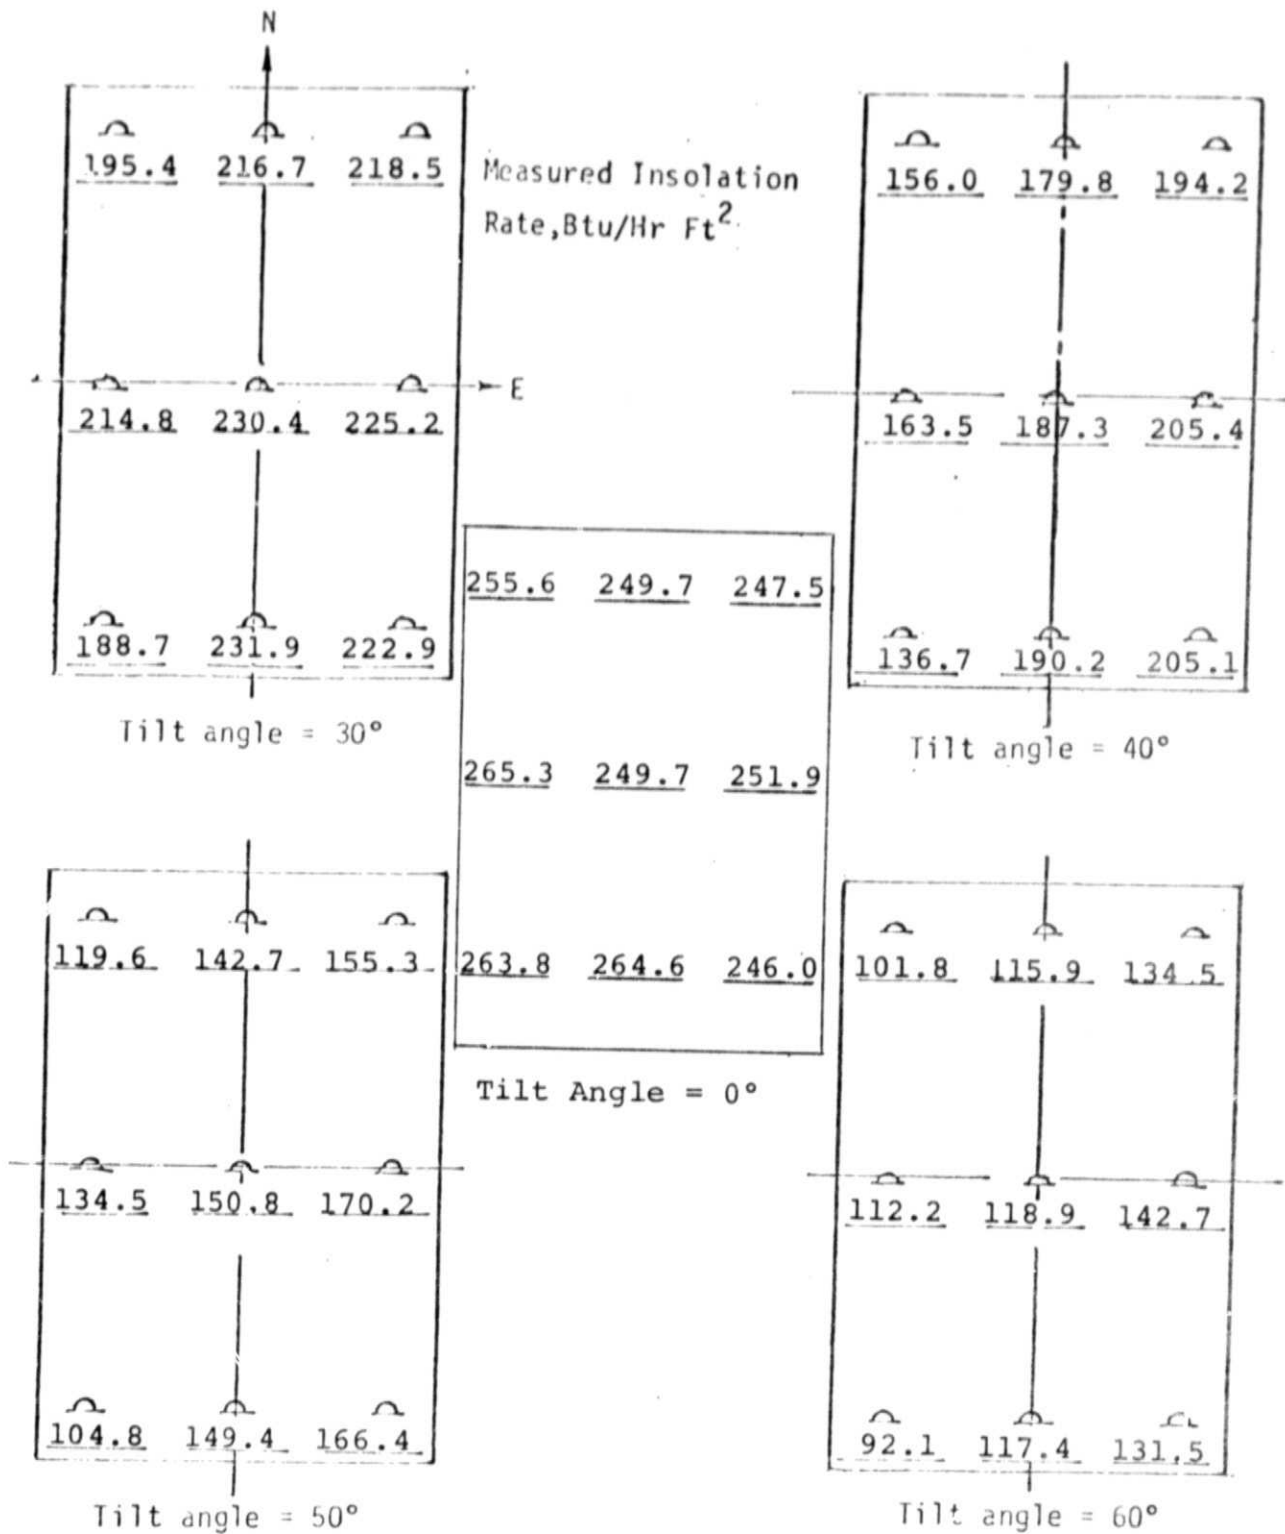 N
195.4 216.7 218.5
Measured Insolation
Rate,Btu/Hr Ft²
E
214.8 230.4 225.2
188.7 231.9 222.9
Tilt angle = 30°
156.0 179.8 194.2
163.5 187.3 205.4
136.7 190.2 205.1
Tilt angle = 40°
255.6 249.7 247.5
265.3 249.7 251.9
263.8 264.6 246.0
Tilt Angle = 0°
119.6 142.7 155.3
134.5 150.8 170.2
104.8 149.4 166.4
Tilt angle = 50°
101.8 115.9 134.5
112.2 118.9 142.7
92.1 117.4 131.5
Tilt angle = 60°